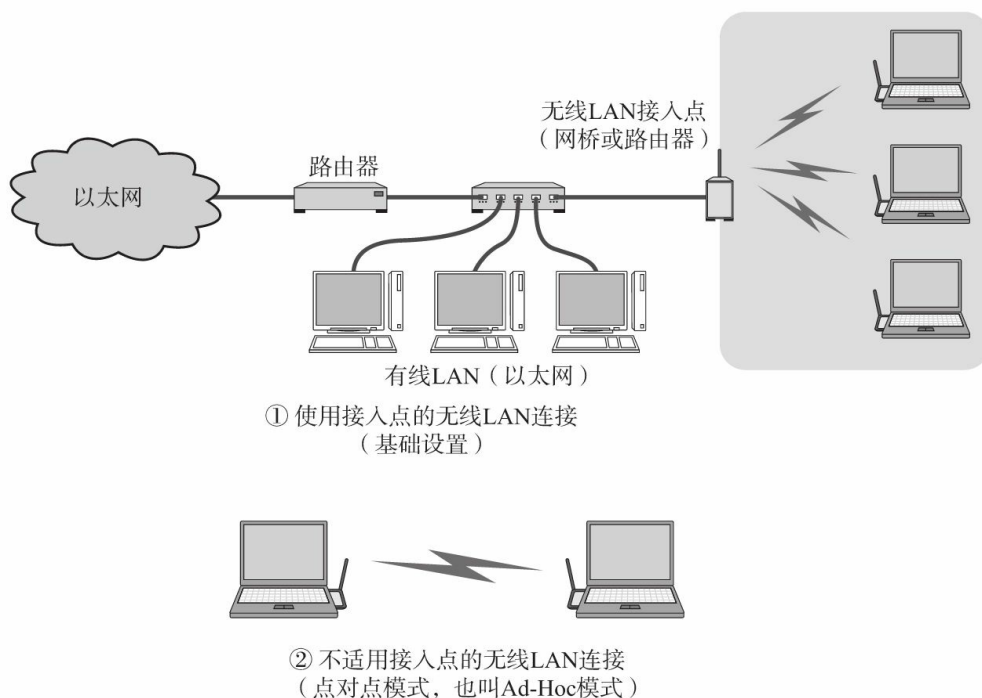 无线LAN接入点
（网桥或路由器）
路由器
以太网
有线LAN（以太网）
① 使用接入点的无线LAN连接
（基础设置）
② 不适用接入点的无线LAN连接
（点对点模式，也叫Ad-Hoc模式）